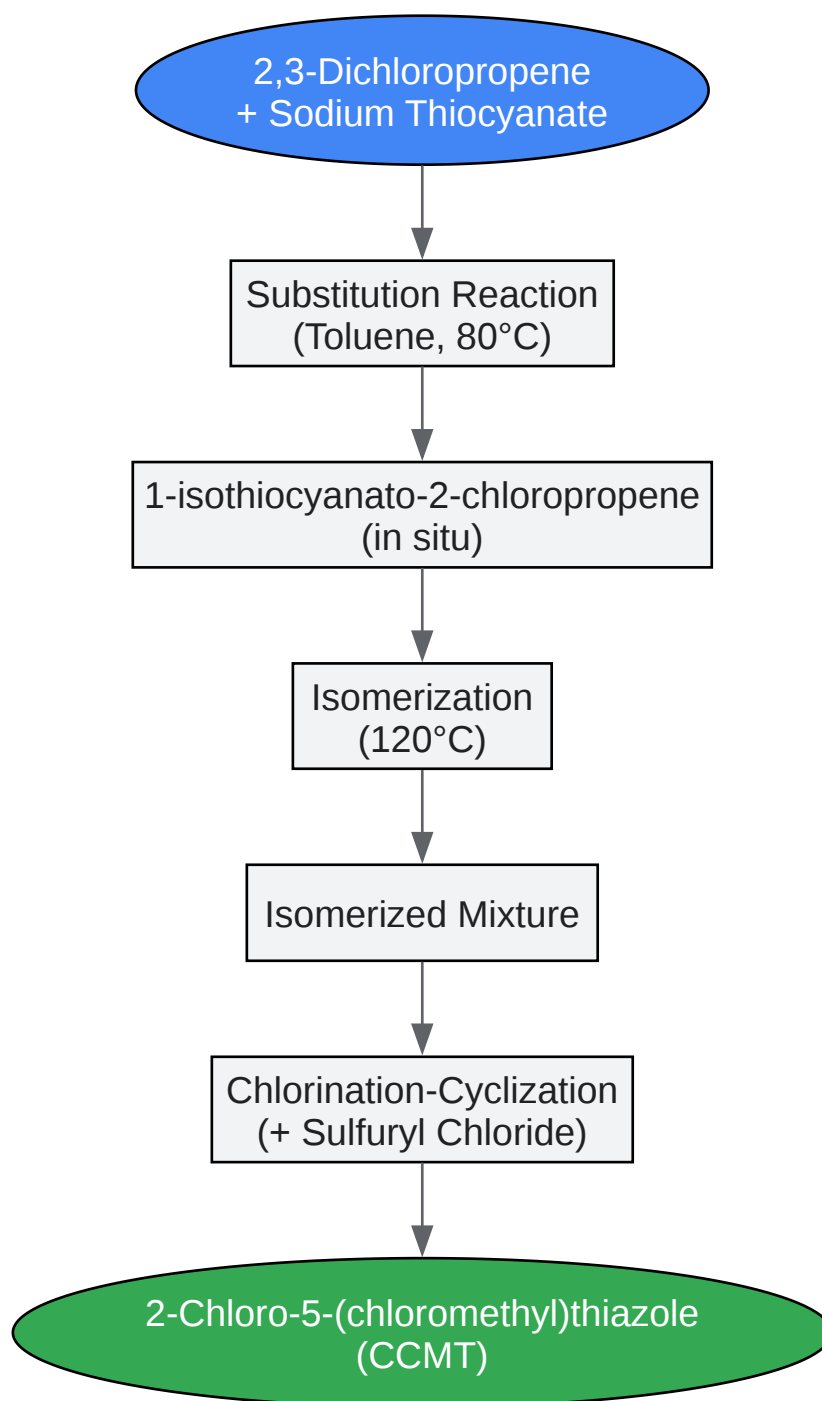 2,3-Dichloropropene
+ Sodium Thiocyanate
Substitution Reaction
(Toluene, 80°C)
1-isothiocyanato-2-chloropropene
(in situ)
Isomerization
(120°C)
Isomerized Mixture
Chlorination-Cyclization
(+ Sulfuryl Chloride)
2-Chloro-5-(chloromethyl)thiazole
(CCMT)